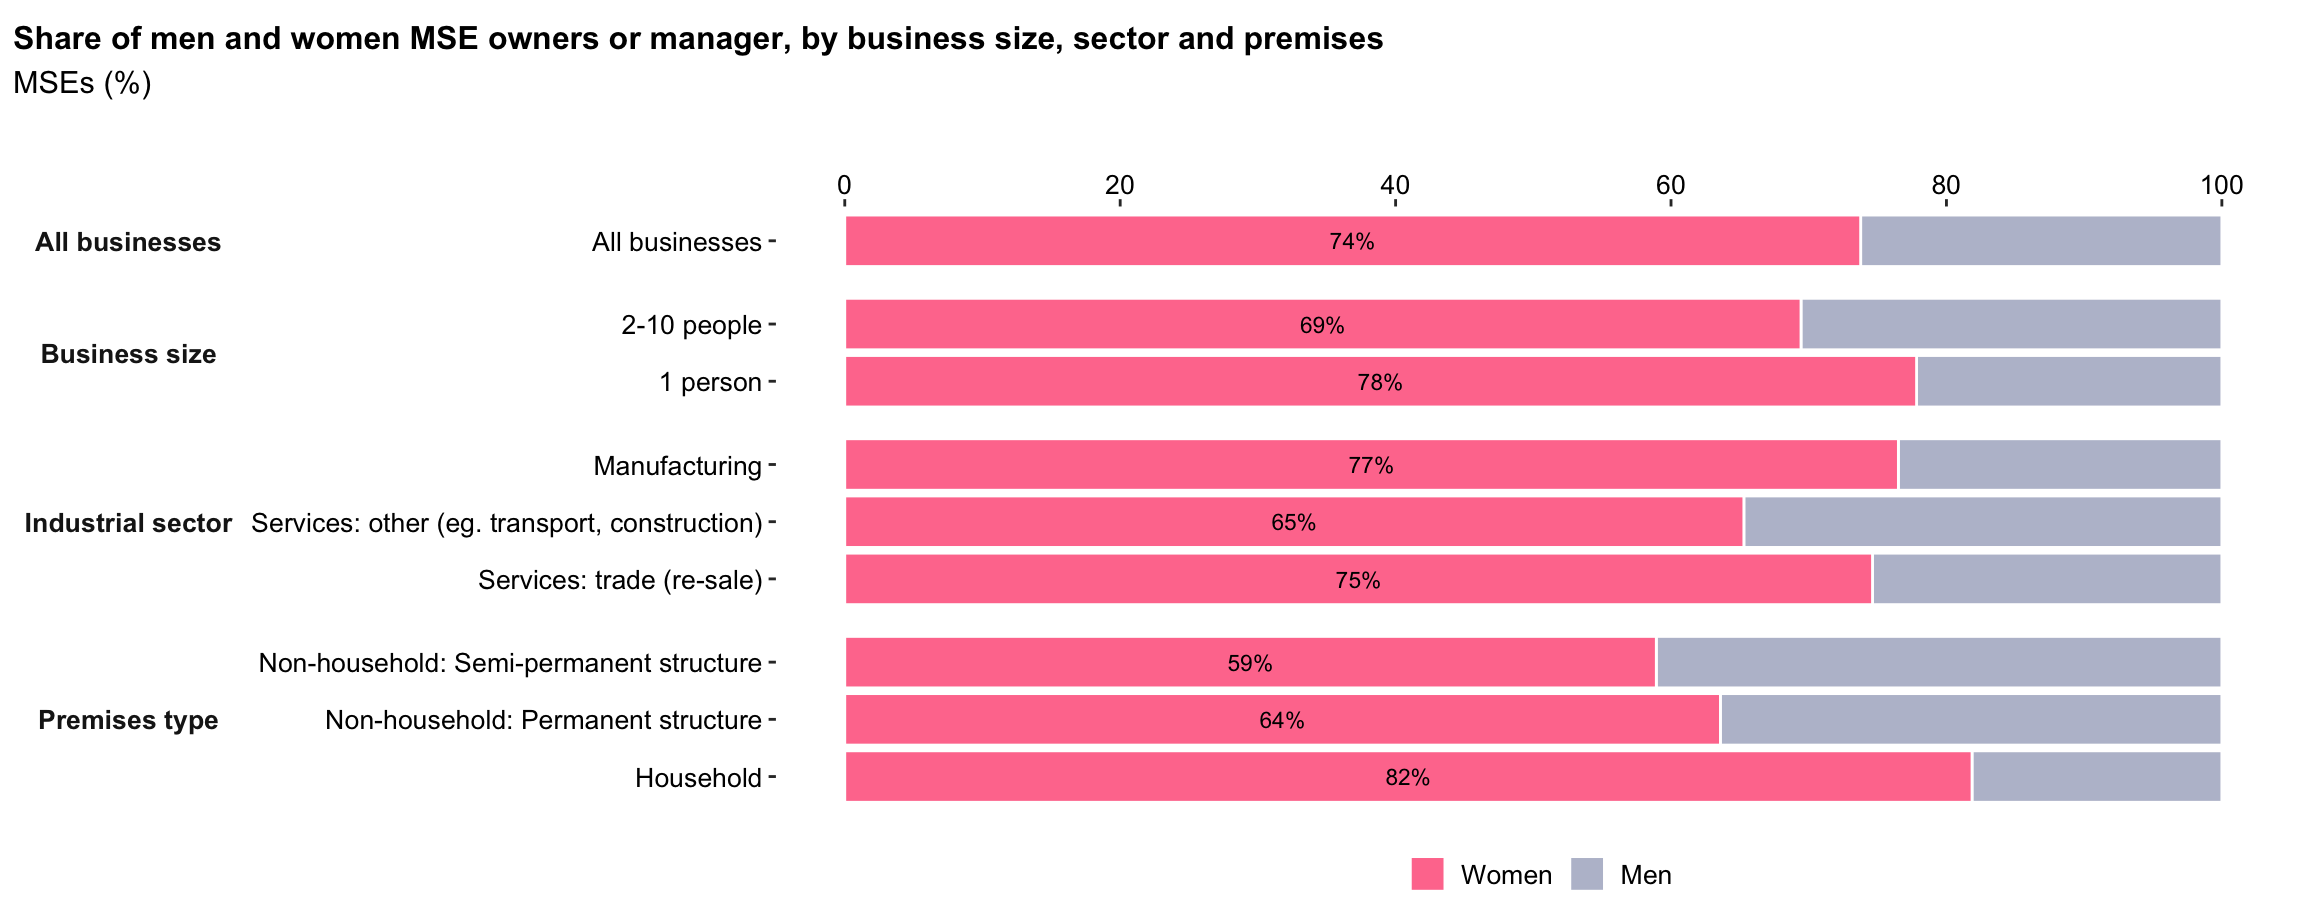 Share of men and women MSE owners or manager, by business size, sector and premises
MSEs (%)
0 20 40 60 80 100
All businesses All businesses 74%
Business size
2-10 people 69%
1 person 78%
Manufacturing 77%
Industrial sector Services: other (eg. transport, construction) 65%
Services: trade (re-sale) 75%
Non-household: Semi-permanent structure 59%
Premises type Non-household: Permanent structure 64%
Household 82%
Women Men